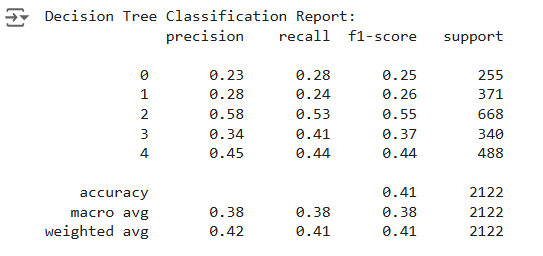 Decision Tree Classification Report:
precision recall f1-score support
0 0.23 0.28 0.25 255
1 0.28 0.24 0.26 371
2 0.58 0.53 0.55 668
3 0.34 0.41 0.37 340
4 0.45 0.44 0.44 488
accuracy 0.41 2122
macro avg 0.38 0.38 0.38 2122
weighted avg 0.42 0.41 0.41 2122